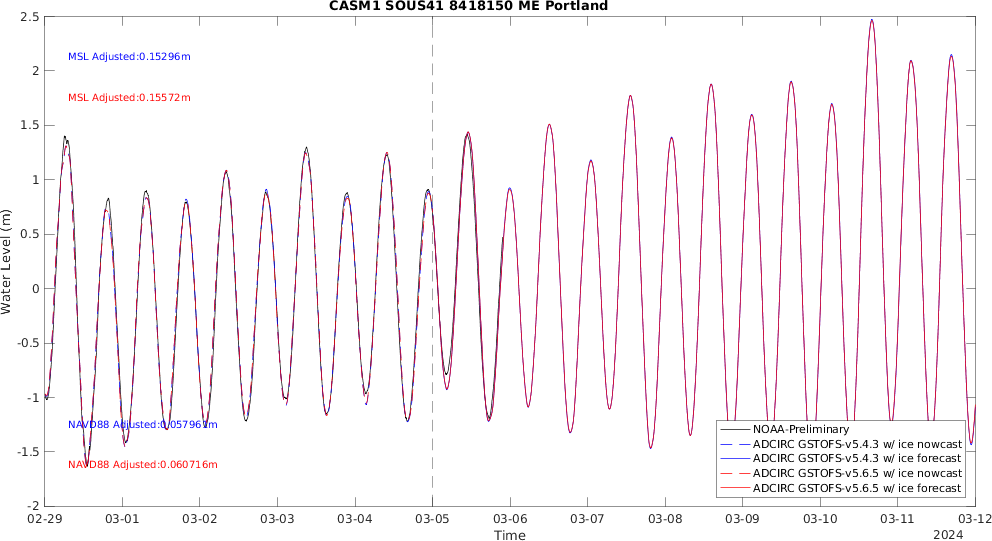 CASM1 SOUS41 8418150 ME Portland
MSL Adjusted:0.15296m
MSL Adjusted:0.15572m
NAVD88 Adjusted:0.057967m
NAVD88 Adjusted:0.060716m
Water Level (m)
2.5
2
1.5
1
0.5
0
-0.5
-1
-1.5
-2
NOAA-Preliminary
ADCIRC GSTOFS-v5.4.3 w/ ice nowcast
ADCIRC GSTOFS-v5.4.3 w/ ice forecast
ADCIRC GSTOFS-v5.6.5 w/ ice nowcast
ADCIRC GSTOFS-v5.6.5 w/ ice forecast
02-29 03-01 03-02 03-03 03-04 03-05 03-06 03-07 03-08 03-09 03-10 03-11 03-12
Time
2024